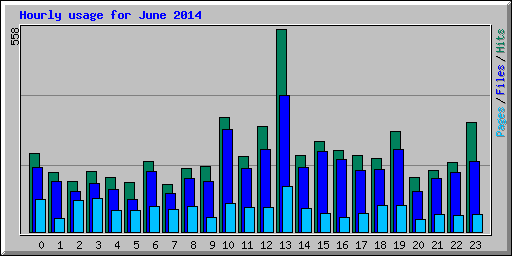 Hourly usage for June 2014
558
Pages / Files / Hits
0 1 2 3 4 5 6 7 8 9 10 11 12 13 14 15 16 17 18 19 20 21 22 23